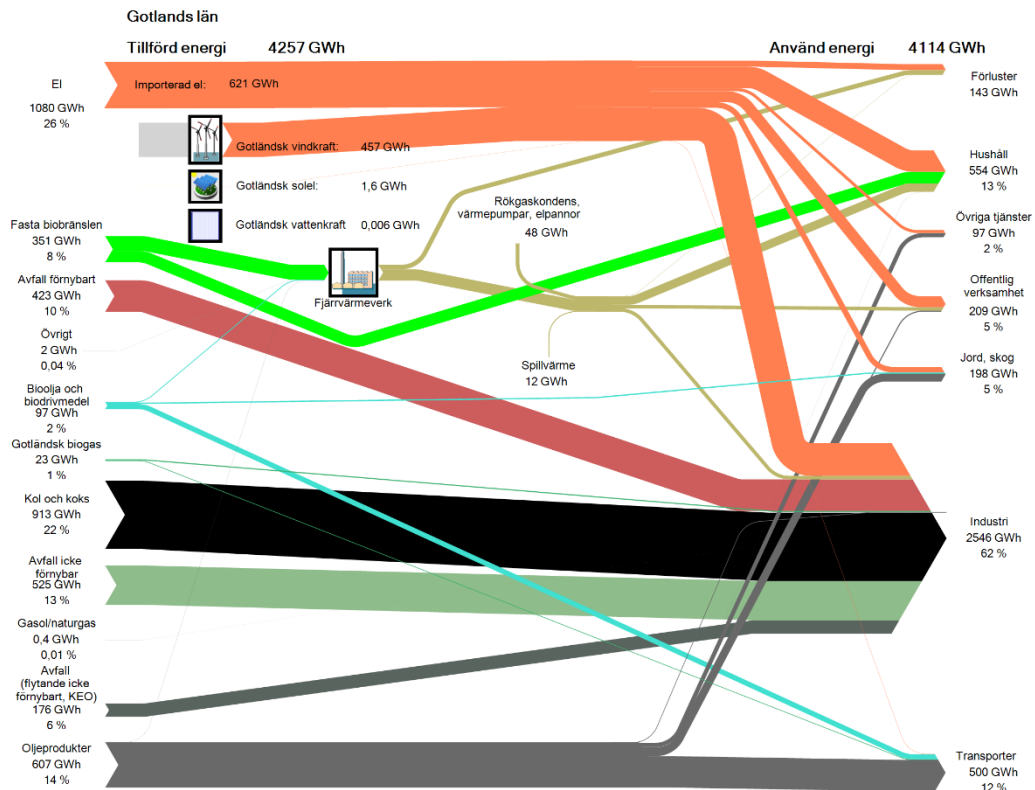 Gotlands län
Tillförd energi 4257 GWh
Använd energi 4114 GWh
El
1080 GWh
26 %
Importerad el: 621 GWh
Gotländsk vindkraft: 457 GWh
Gotländsk solel: 1,6 GWh
Gotländsk vattenkraft 0,006 GWh
Fasta biobränslen
351 GWh
8 %
Avfall förnybart
423 GWh
10 %
Övrigt
2 GWh
0,04 %
Bioolja och
biodrivmedel
97 GWh
2 %
Gotländsk biogas
23 GWh
1 %
Kol och koks
913 GWh
22 %
Avfall icke
förnybar
525 GWh
13 %
Gasol/naturgas
0,4 GWh
0,01 %
Avfall
(flytande icke
förnybart, KEO)
176 GWh
6 %
Oljeprodukter
607 GWh
14 %
Fjärrvärmeverk
Rökgaskondens,
värmepumpar, elpannor
48 GWh
Spillvärme
12 GWh
Förluster
143 GWh
Hushåll
554 GWh
13 %
Övriga tjänster
97 GWh
2 %
Offentlig
verksamhet
209 GWh
5 %
Jord, skog
198 GWh
5 %
Industri
2546 GWh
62 %
Transporter
500 GWh
12 %